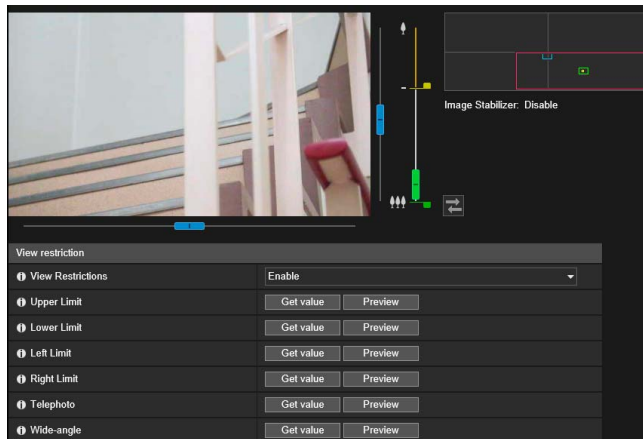 Image Stabilizer: Disable
View restriction
View Restrictions Enable
Upper Limit Get value Preview
Lower Limit Get value Preview
Left Limit Get value Preview
Right Limit Get value Preview
Telephoto Get value Preview
Wide-angle Get value Preview